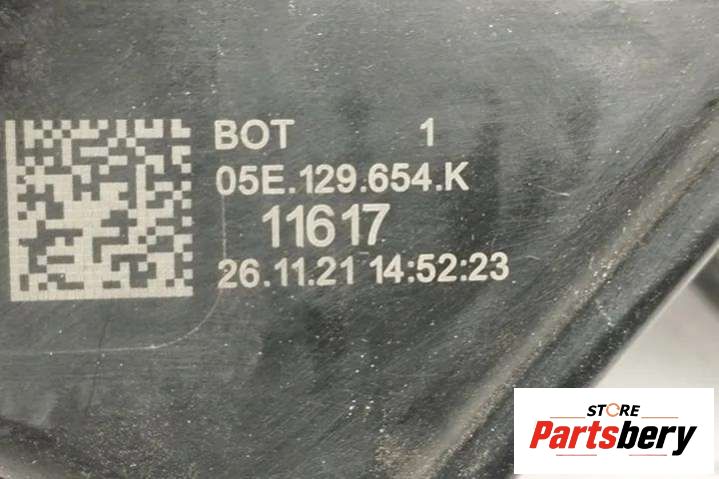 BOT 1
05E.129.654.K
11617
26.11.21 14:52:23
STORE
Partsbery